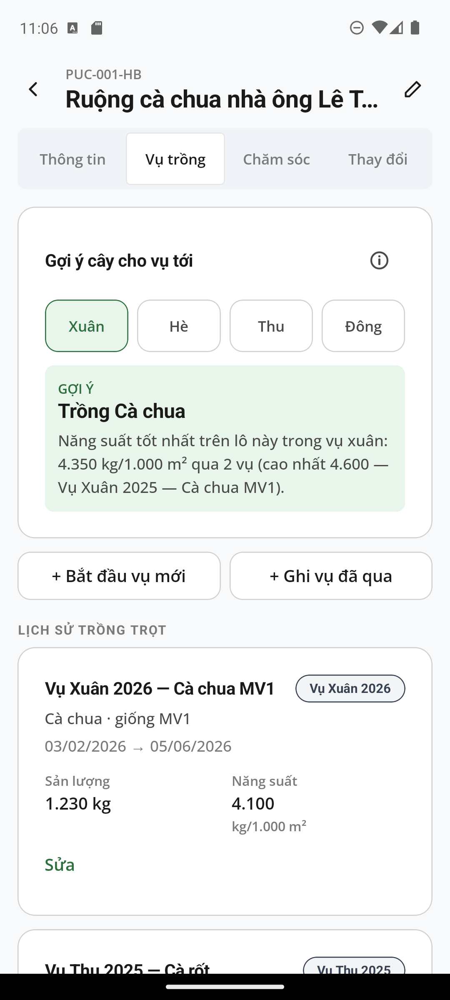 11:06
PUC-001-HB
Ruộng cà chua nhà ông Lê T...
Thông tin
Vụ trồng
Chăm sóc
Thay đổi
Gợi ý cây cho vụ tới
Xuân
Hè
Thu
Đông
GỢI Ý
Trồng Cà chua
Năng suất tốt nhất trên lô này trong vụ xuân:
4.350 kg/1.000 m² qua 2 vụ (cao nhất 4.600 —
Vụ Xuân 2025 — Cà chua MV1).
+ Bắt đầu vụ mới
+ Ghi vụ đã qua
LỊCH SỬ TRỒNG TRỌT
Vụ Xuân 2026 — Cà chua MV1
Vụ Xuân 2026
Cà chua · giống MV1
03/02/2026 → 05/06/2026
Sản lượng
Năng suất
1.230 kg
4.100
kg/1.000 m²
Sửa
Vụ Thu 2025 — Cà rốt
Vụ Thu 2025